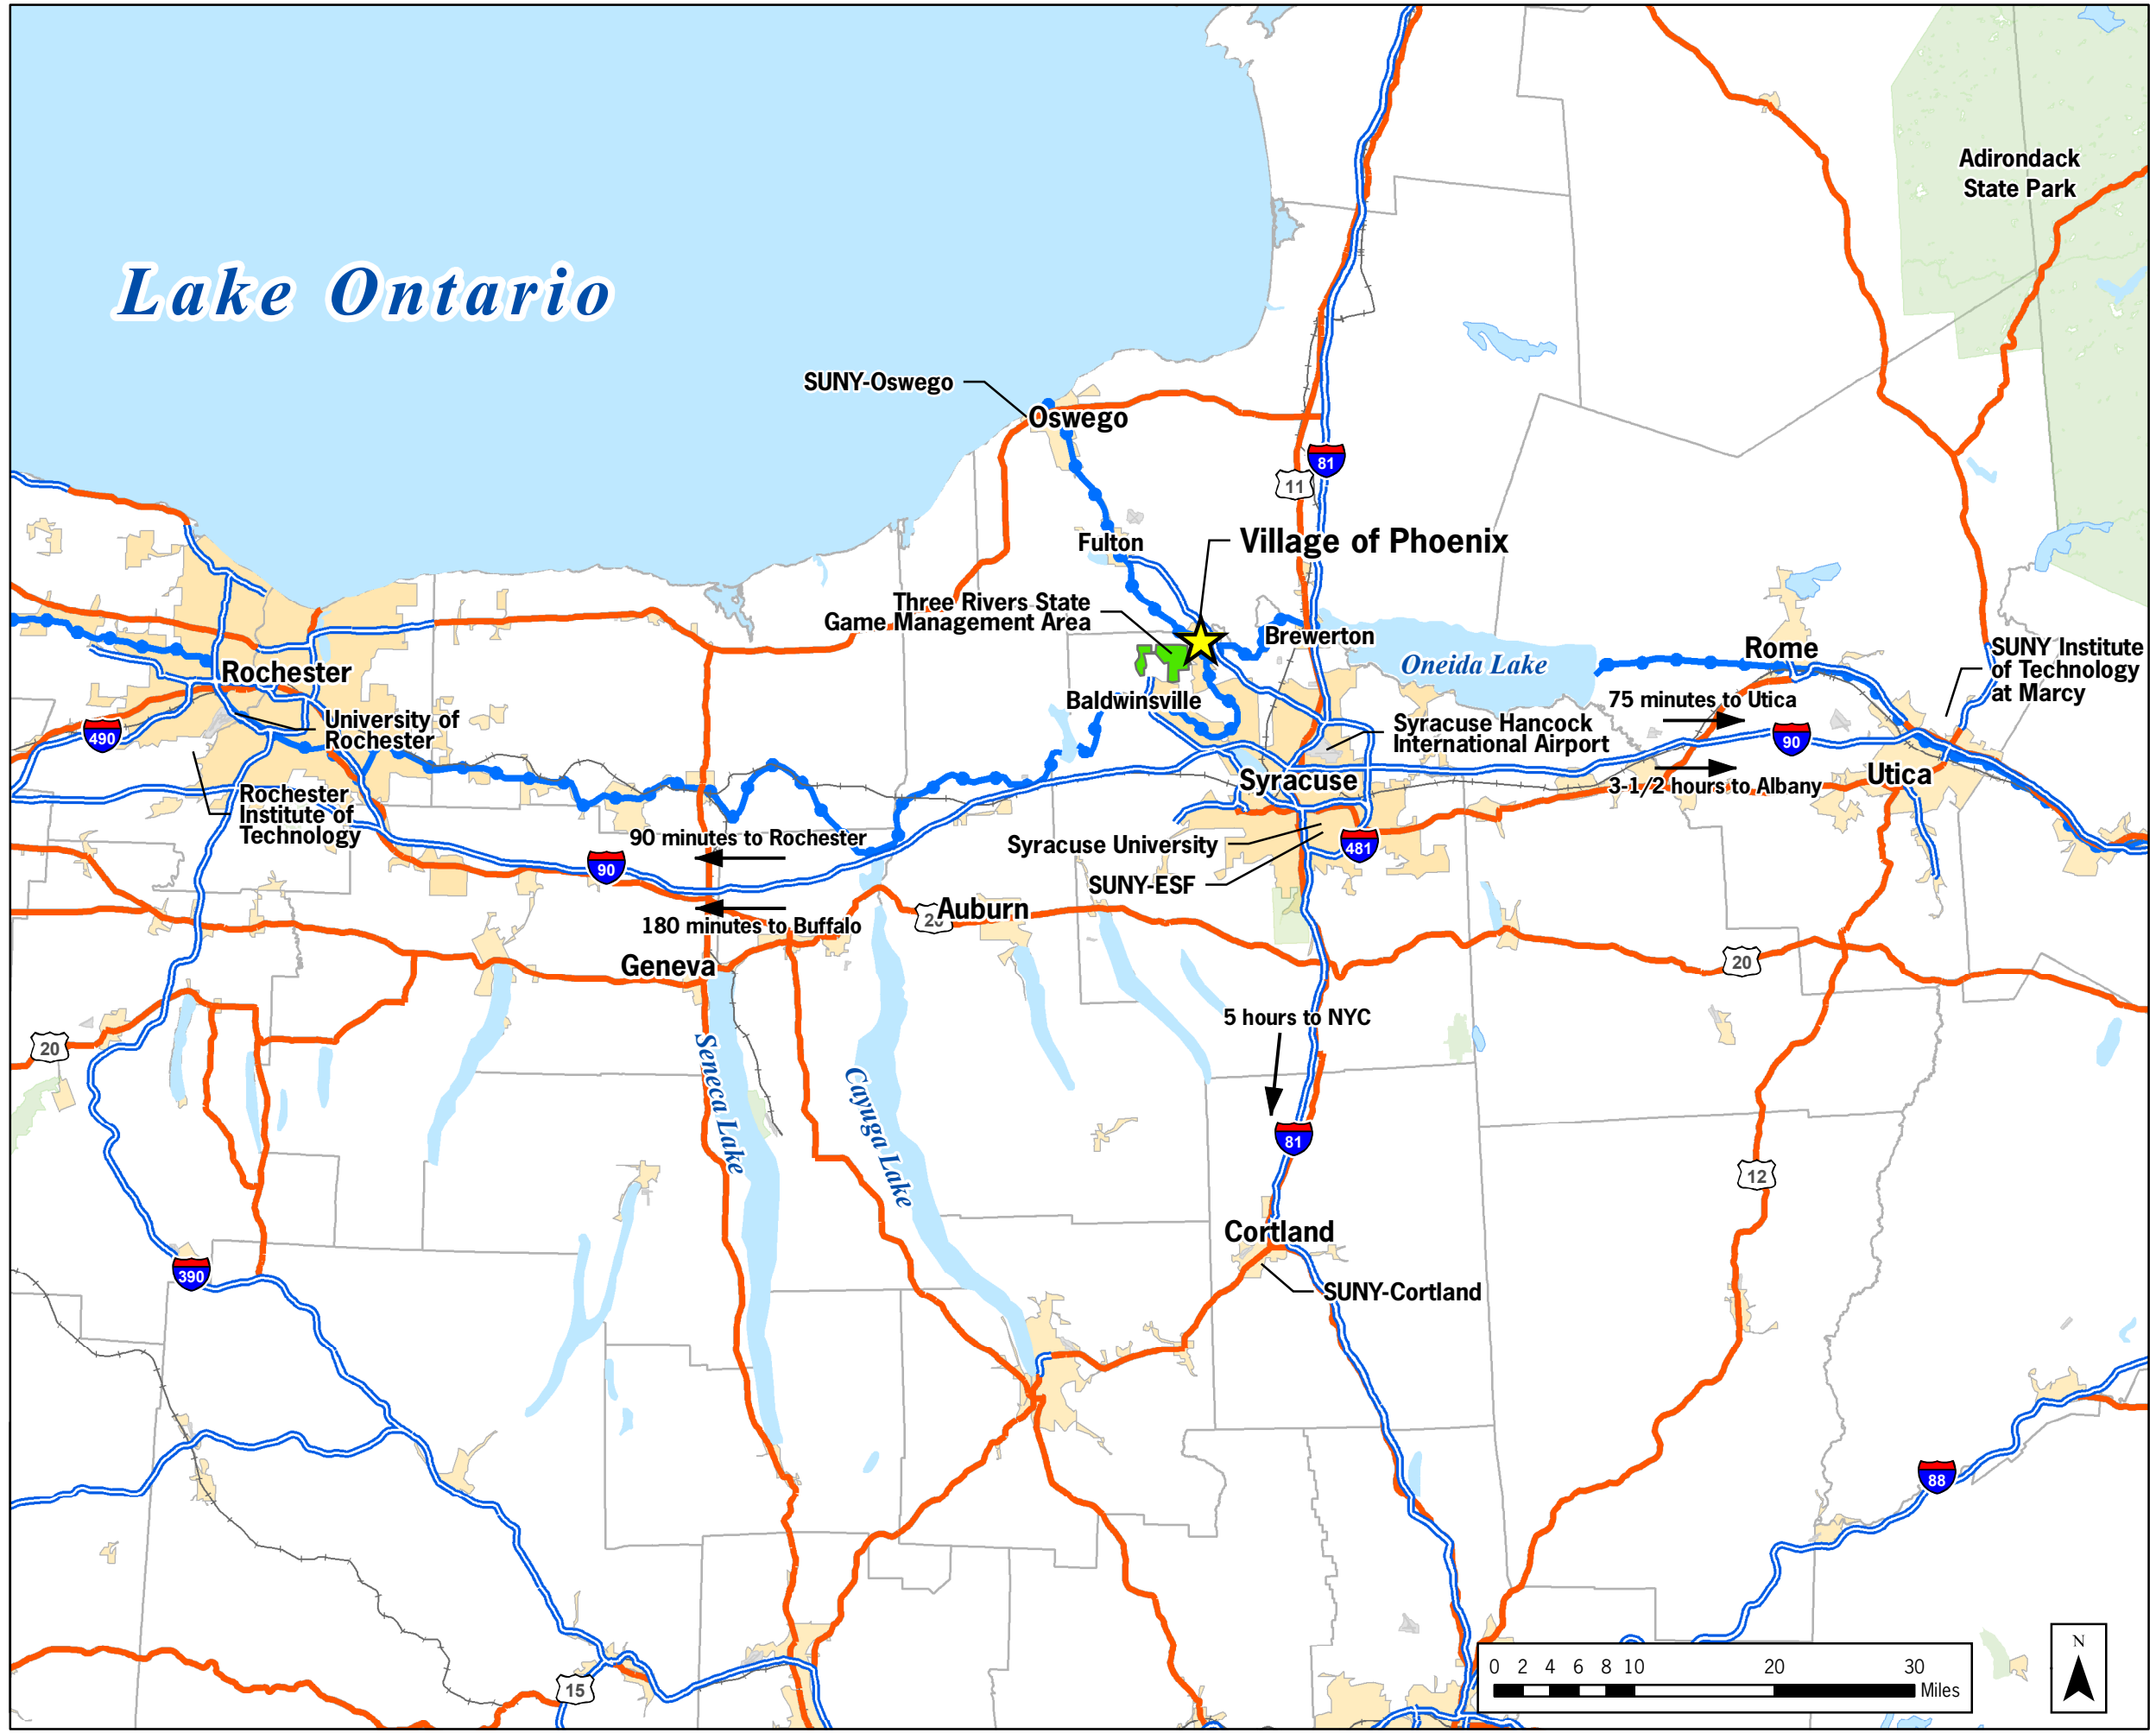 Adirondack
State Park
Lake Ontario
SUNY-Oswego
Oswego
81
11
Fulton
Village of Phoenix
Three Rivers State
Game Management Area
Brewerton
Oneida Lake
Rome
SUNY Institute
of Technology
at Marcy
Rochester
Baldwinsville
75 minutes to Utica
University of
Rochester
490
Syracuse Hancock
International Airport
90
Syracuse
Utica
3-1/2 hours to Albany
Rochester
Institute of
Technology
90 minutes to Rochester
Syracuse University
481
90
SUNY-ESF
20
Auburn
180 minutes to Buffalo
Geneva
20
5 hours to NYC
20
Seneca Lake
Cayuga Lake
81
12
Cortland
390
SUNY-Cortland
88
15
N
0 2 4 6 8 10 20 30
Miles